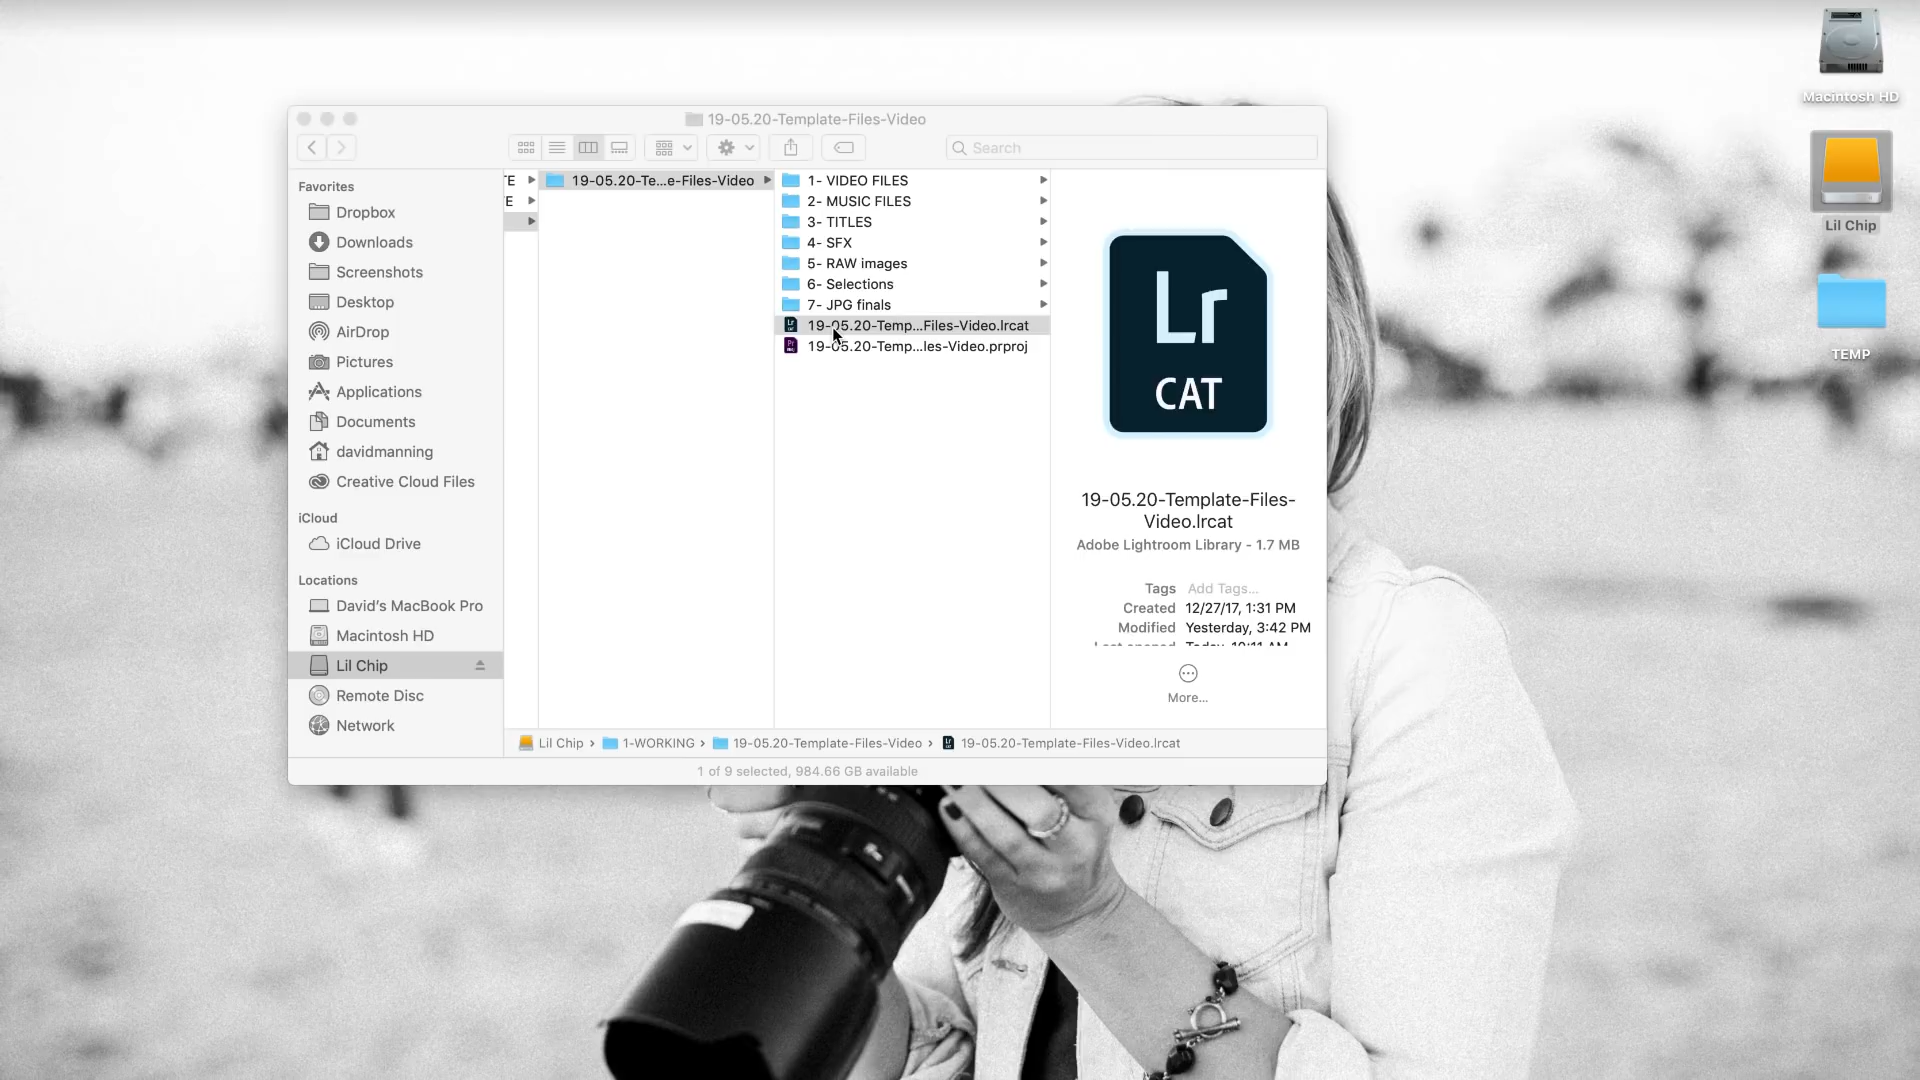 19-05.20-Template-Files-Video
Search
Favorites
Dropbox
Downloads
Screenshots
Desktop
AirDrop
Pictures
Applications
Documents
davidmanning
Creative Cloud Files
iCloud
iCloud Drive
Locations
David's MacBook Pro
Macintosh HD
Lil Chip
Remote Disc
Network
TE
E
19-05.20-Te...e-Files-Video
1- VIDEO FILES
2- MUSIC FILES
3- TITLES
4- SFX
5- RAW images
6- Selections
7- JPG finals
19-05.20-Temp...Files-Video.lrcat
19-05.20-Temp...les-Video.prproj
Lr
CAT
19-05.20-Template-Files-
Video.lrcat
Adobe Lightroom Library - 1.7 MB
Tags Add Tags...
Created 12/27/17, 1:31 PM
Modified Yesterday, 3:42 PM
More...
Lil Chip › 1-WORKING › 19-05.20-Template-Files-Video › 19-05.20-Template-Files-Video.lrcat
1 of 9 selected, 984.66 GB available
Macintosh HD
Lil Chip
TEMP